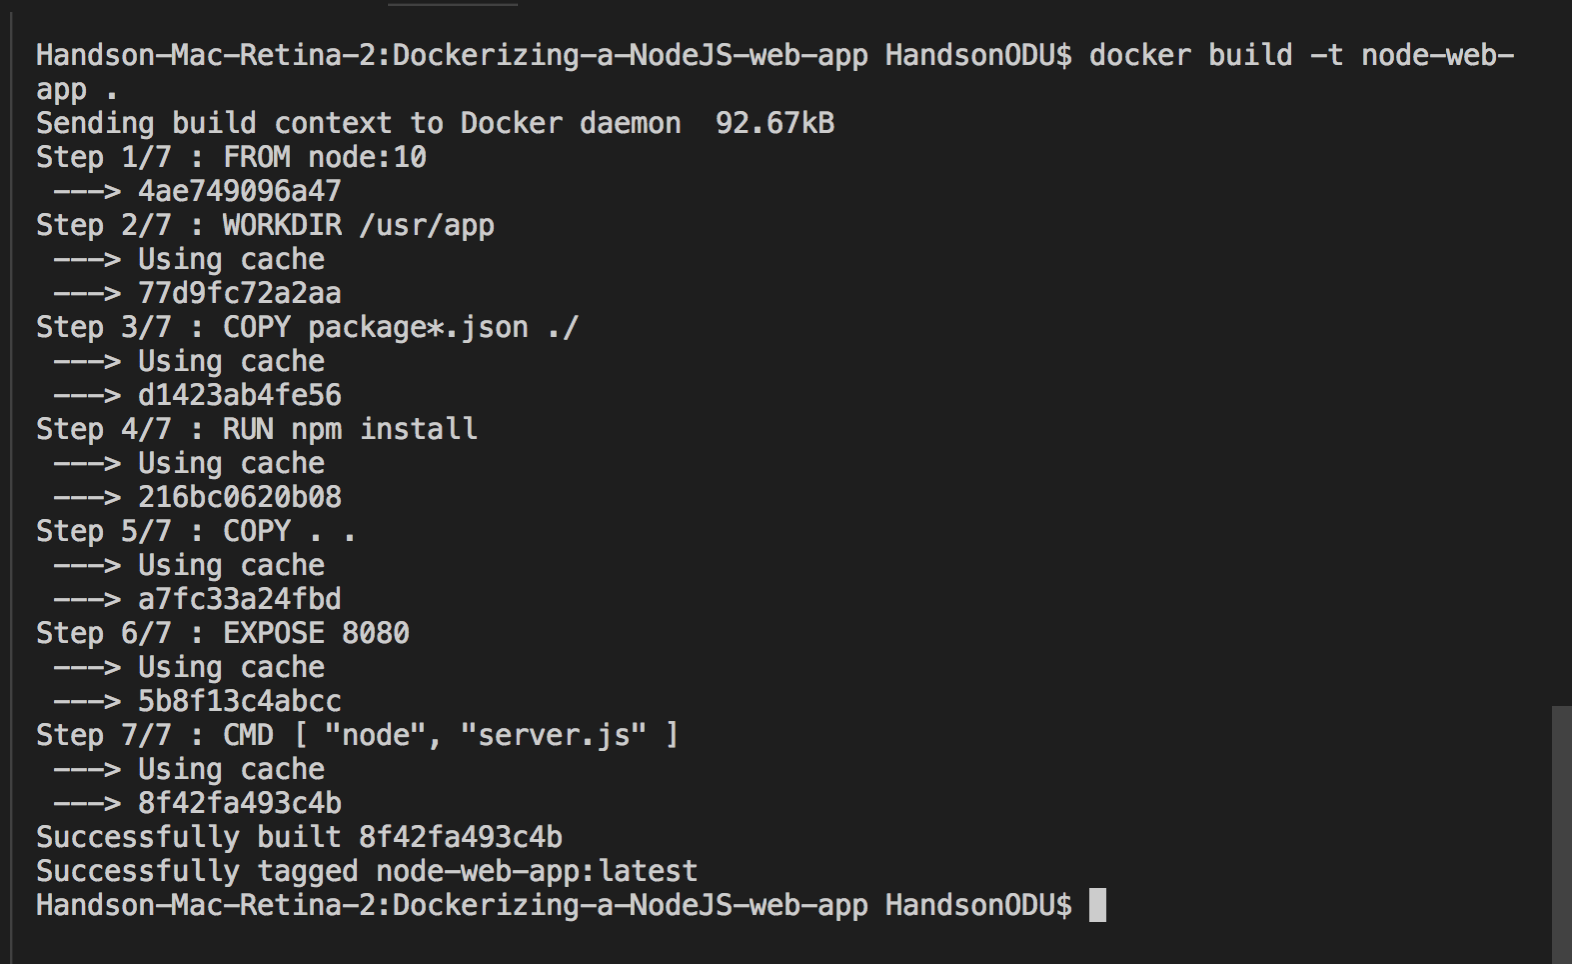 Handson-Mac-Retina-2:Dockerizing-a-NodeJS-web-app HandsonODU$ docker build -t node-web-
app .
Sending build context to Docker daemon  92.67kB
Step 1/7 : FROM node:10
 ---> 4ae749096a47
Step 2/7 : WORKDIR /usr/app
 ---> Using cache
 ---> 77d9fc72a2aa
Step 3/7 : COPY package*.json ./
 ---> Using cache
 ---> d1423ab4fe56
Step 4/7 : RUN npm install
 ---> Using cache
 ---> 216bc0620b08
Step 5/7 : COPY . .
 ---> Using cache
 ---> a7fc33a24fbd
Step 6/7 : EXPOSE 8080
 ---> Using cache
 ---> 5b8f13c4abcc
Step 7/7 : CMD [ "node", "server.js" ]
 ---> Using cache
 ---> 8f42fa493c4b
Successfully built 8f42fa493c4b
Successfully tagged node-web-app:latest
Handson-Mac-Retina-2:Dockerizing-a-NodeJS-web-app HandsonODU$